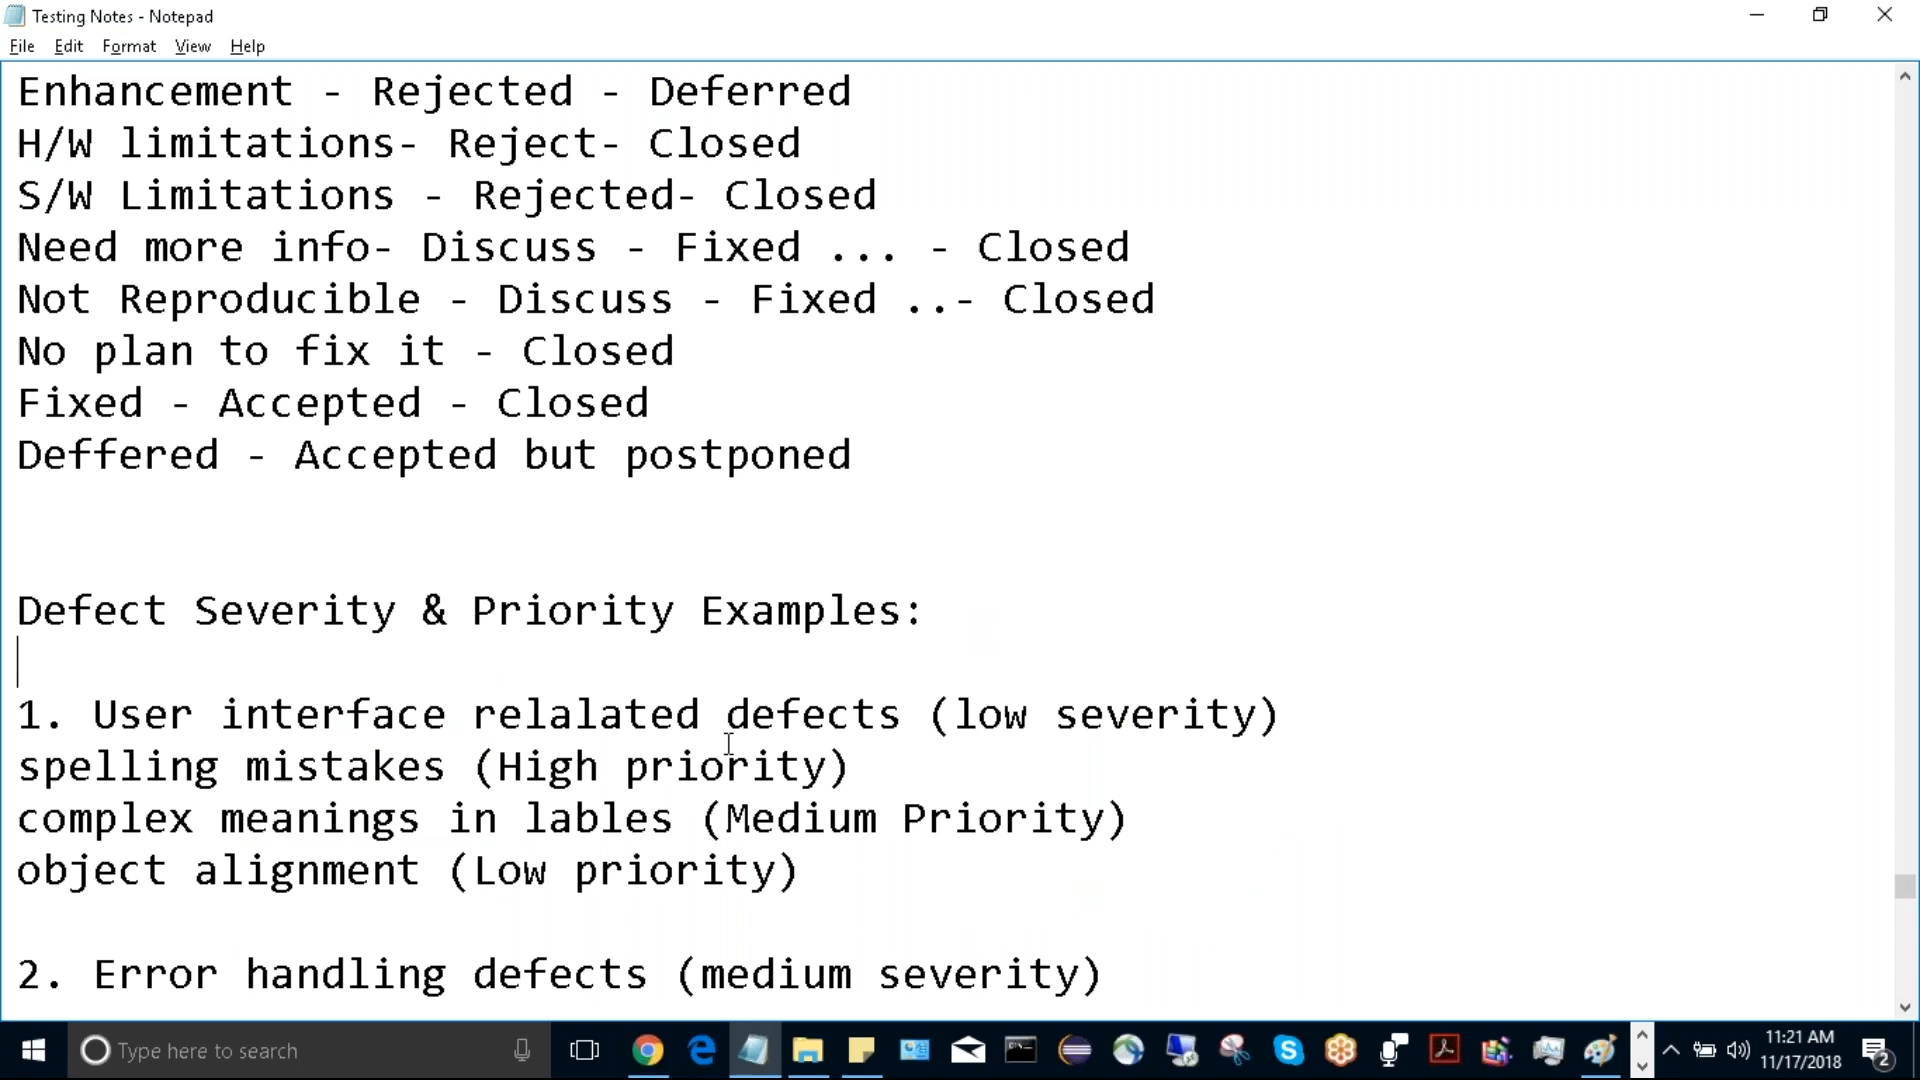 Testing Notes - Notepad
File Edit Format View Help
Enhancement - Rejected - Deferred
H/W limitations- Reject- Closed
S/W Limitations - Rejected- Closed
Need more info- Discuss - Fixed ... - Closed
Not Reproducible - Discuss - Fixed ..- Closed
No plan to fix it - Closed
Fixed - Accepted - Closed
Deffered - Accepted but postponed
Defect Severity & Priority Examples:
1. User interface relalated defects (low severity)
spelling mistakes (High priority)
complex meanings in lables (Medium Priority)
object alignment (Low priority)
2. Error handling defects (medium severity)
Type here to search
11:21 AM
11/17/2018
2